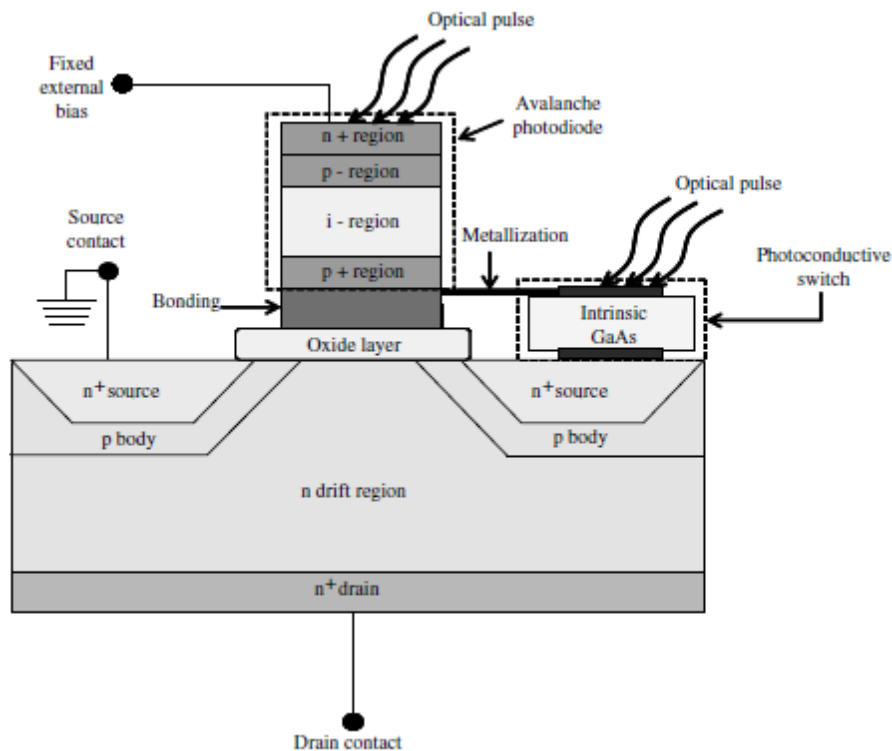 Optical pulse
Fixed
external
bias
Avalanche
photodiode
n + region
p - region
i - region
p + region
Optical pulse
Source
contact
Metallization
Photoconductive
switch
Bonding
Intrinsic
GaAs
Oxide layer
n+ source
n+ source
p body
p body
n drift region
n+ drain
Drain contact